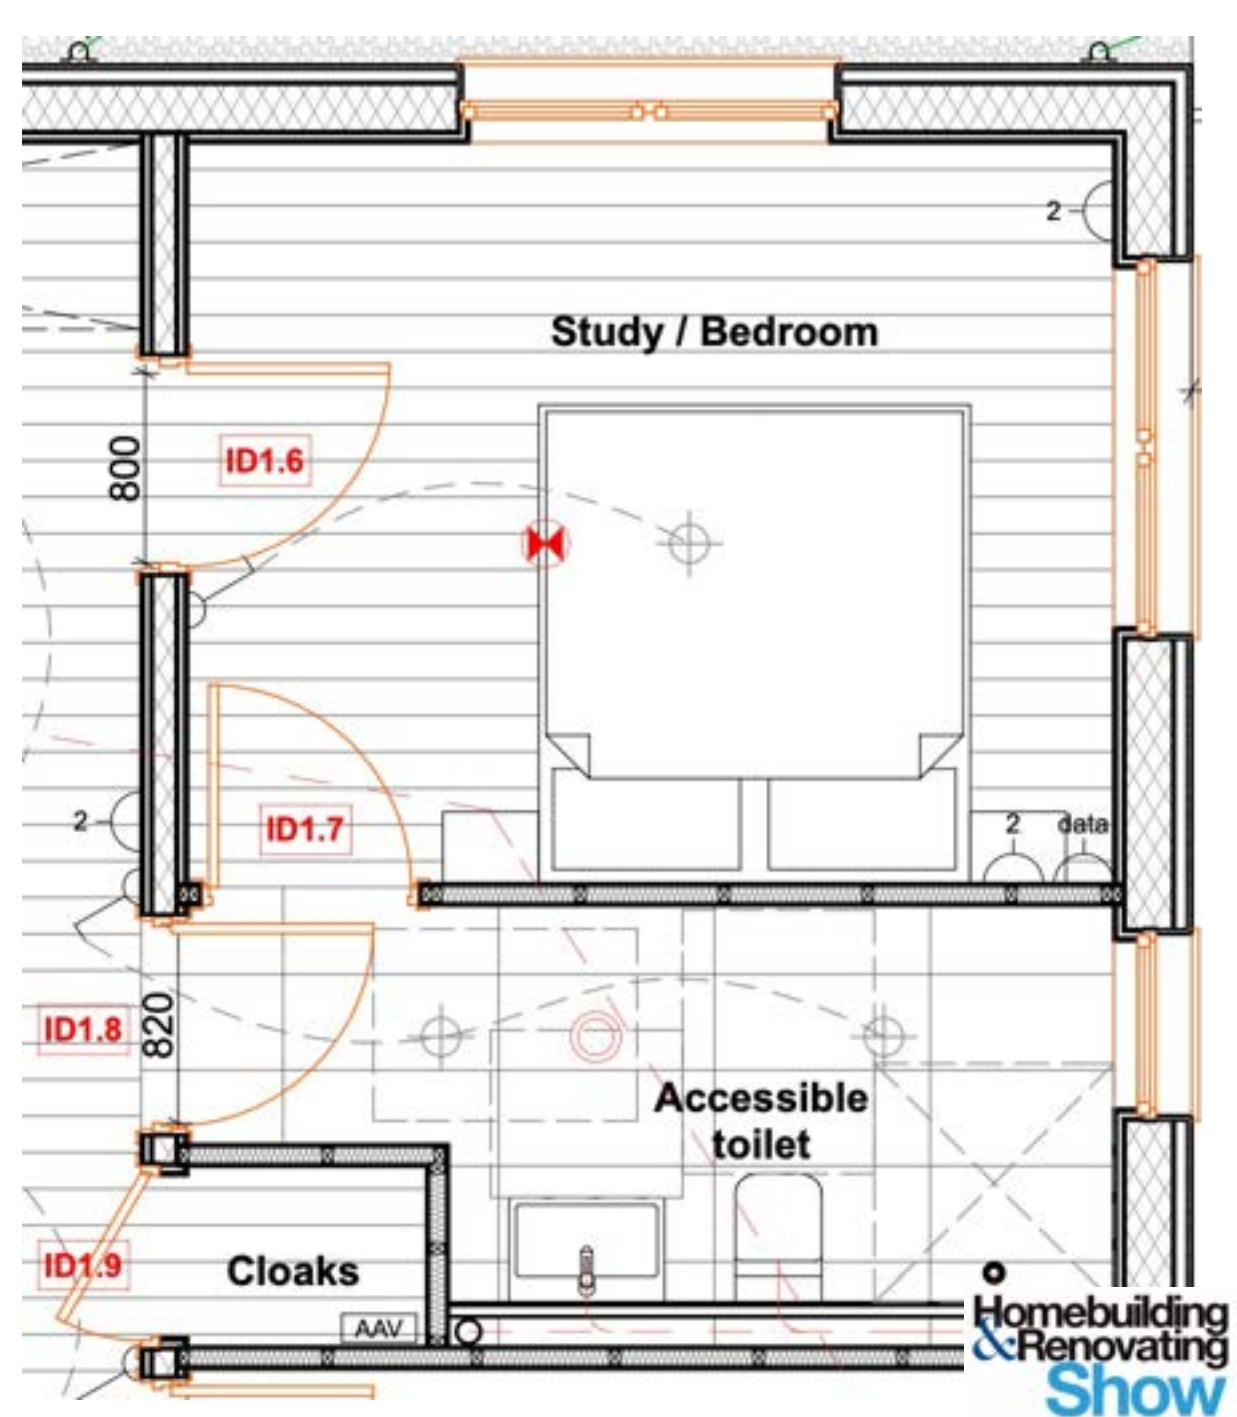 2
Study / Bedroom
800
ID1.6
ID1.7
2
2
data
ID1.8
820
Accessible
toilet
ID1.9
Cloaks
AAV
Homebuilding
&Renovating
Show